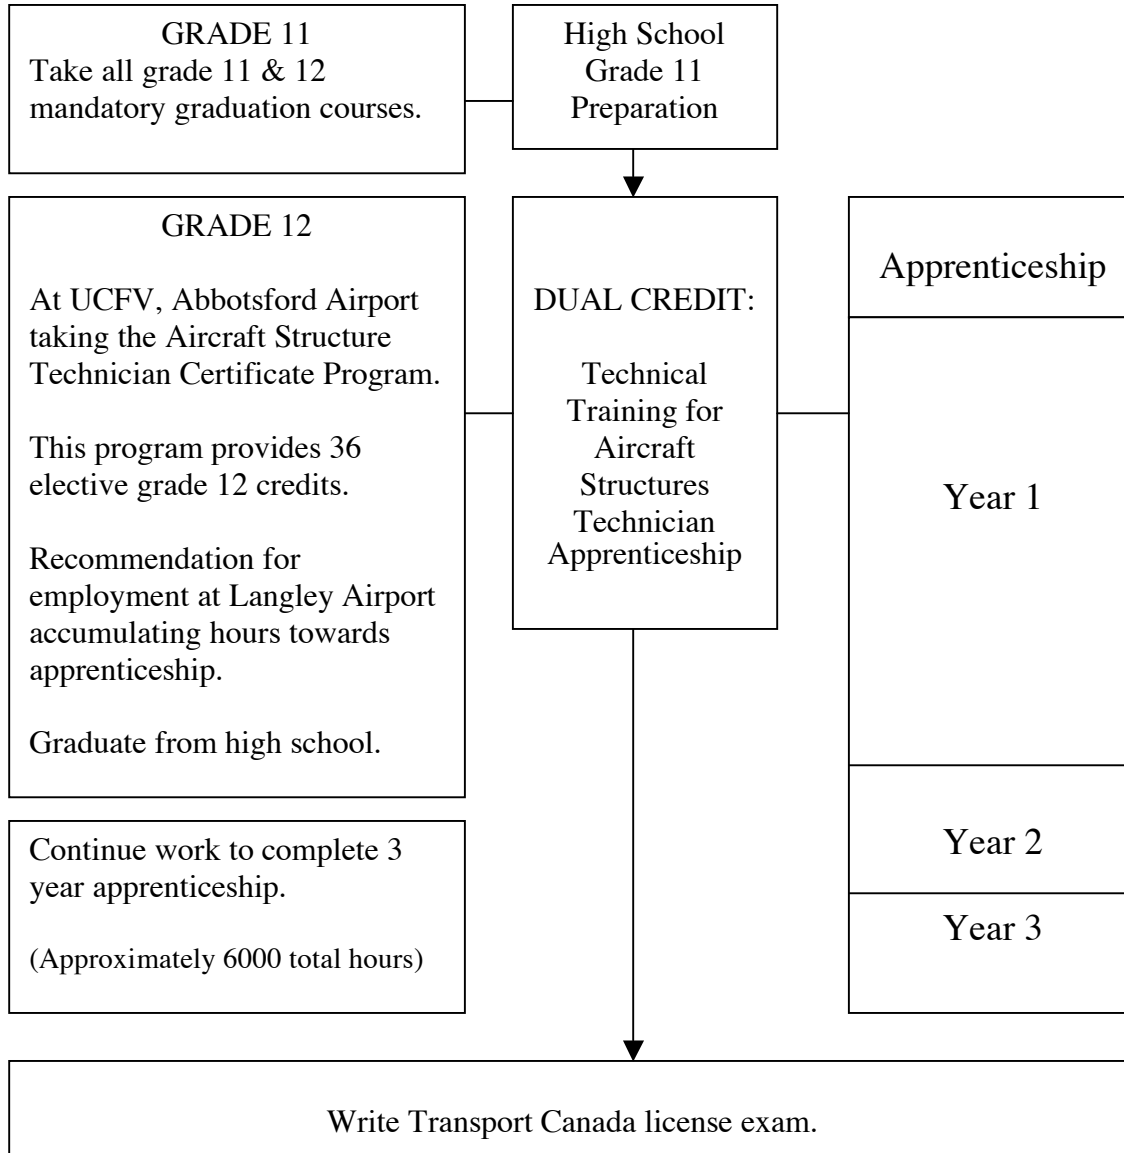 GRADE 11
Take all grade 11 & 12
mandatory graduation courses.
High School
Grade 11
Preparation
GRADE 12
At UCFV, Abbotsford Airport
taking the Aircraft Structure
Technician Certificate Program.
This program provides 36
elective grade 12 credits.
Recommendation for
employment at Langley Airport
accumulating hours towards
apprenticeship.
Graduate from high school.
DUAL CREDIT:
Technical
Training for
Aircraft
Structures
Technician
Apprenticeship
Apprenticeship
Year 1
Year 2
Year 3
Continue work to complete 3
year apprenticeship.
(Approximately 6000 total hours)
Write Transport Canada license exam.